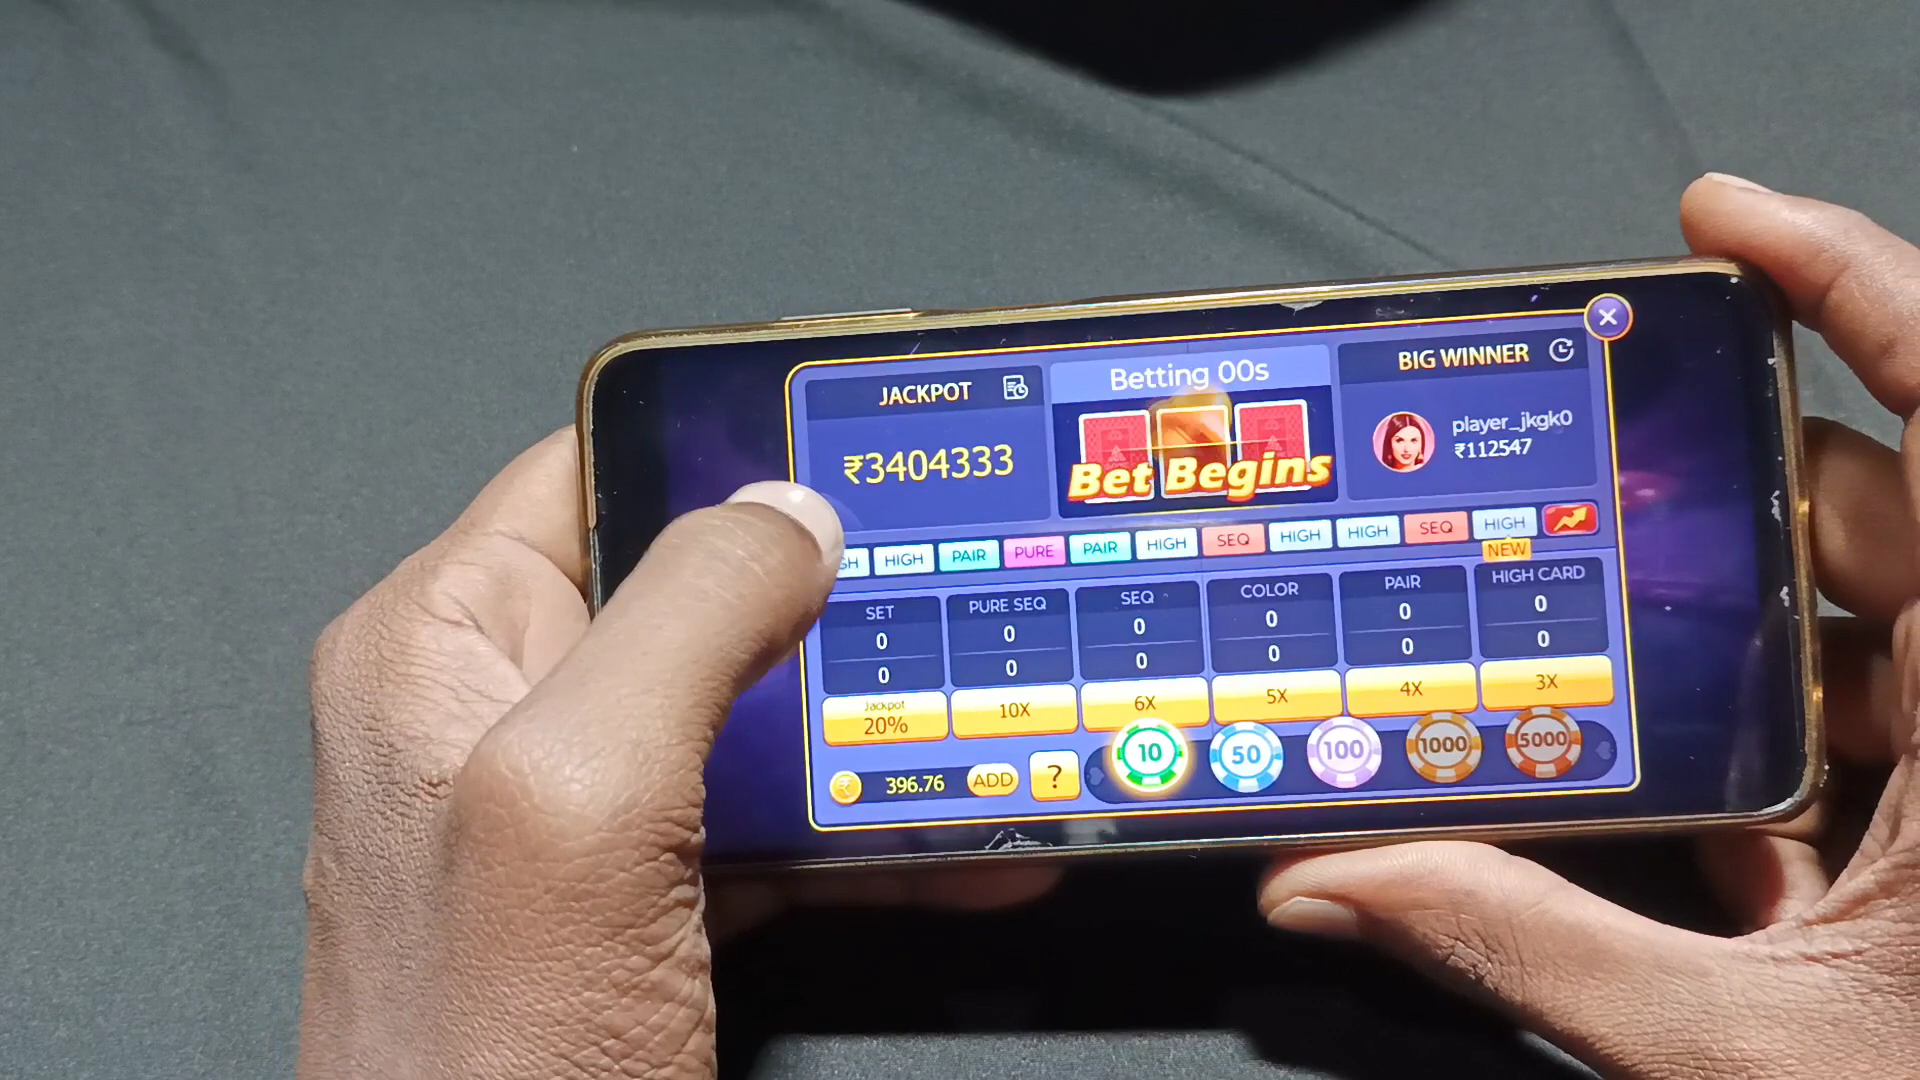 JACKPOT
₹3404333
Betting 00s
Bet Begins
BIG WINNER
player_jkgk0
₹112547
HIGH PAIR PURE PAIR HIGH SEQ HIGH HIGH SEQ HIGH
NEW
SET PURE SEQ SEQ COLOR PAIR HIGH CARD
0 0 0 0 0 0
0 0 0 0 0 0
Jackpot
20% 10X 6X 5X 4X 3X
396.76 ADD ? 10 50 100 1000 5000